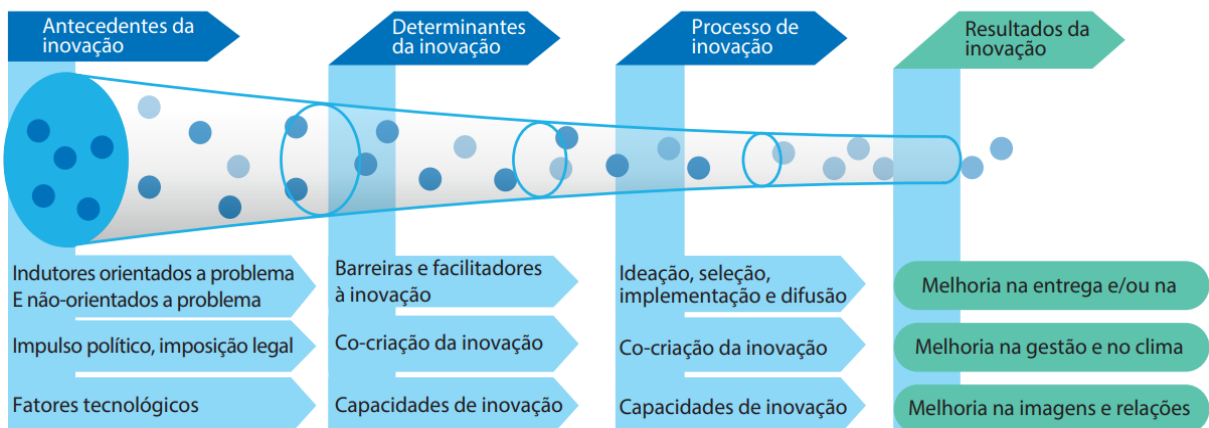 Antecedentes da
inovação
Determinantes
da inovação
Processo de
inovação
Resultados da
inovação
Indutores orientados a problema
E não-orientados a problema
Barreiras e facilitadores
à inovação
Ideação, seleção,
implementação e difusão
Melhoria na entrega e/ou na
Impulso político, imposição legal
Co-criação da inovação
Co-criação da inovação
Melhoria na gestão e no clima
Fatores tecnológicos
Capacidades de inovação
Capacidades de inovação
Melhoria na imagens e relações